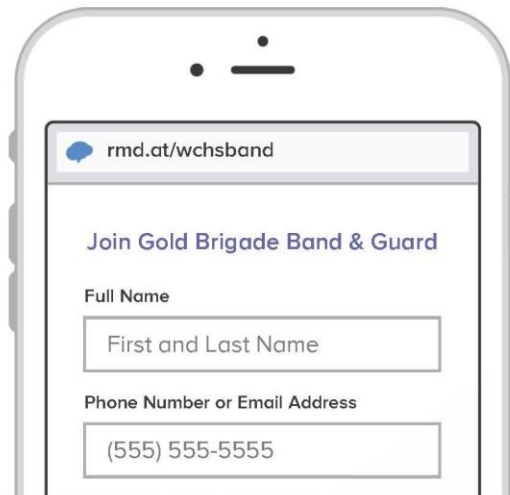 rmd.at/wchsband
Join Gold Brigade Band & Guard
Full Name
First and Last Name
Phone Number or Email Address
(555) 555-5555